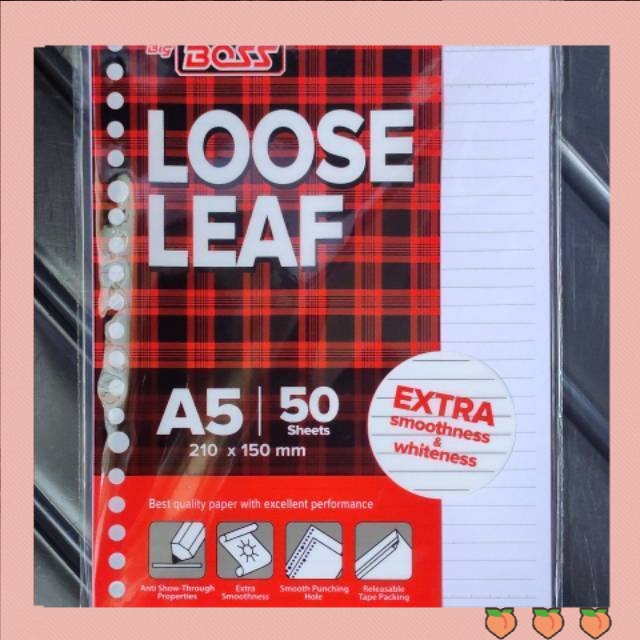 Big
BOSS
LOOSE
LEAF
A5 | 50
Sheets
210 x 150 mm
EXTRA
smoothness
&
whiteness
Best quality paper with excellent performance
Anti Show-Through
Properties
Extra
Smoothness
Smooth Punching
Hole
Releasable
Tape Packing